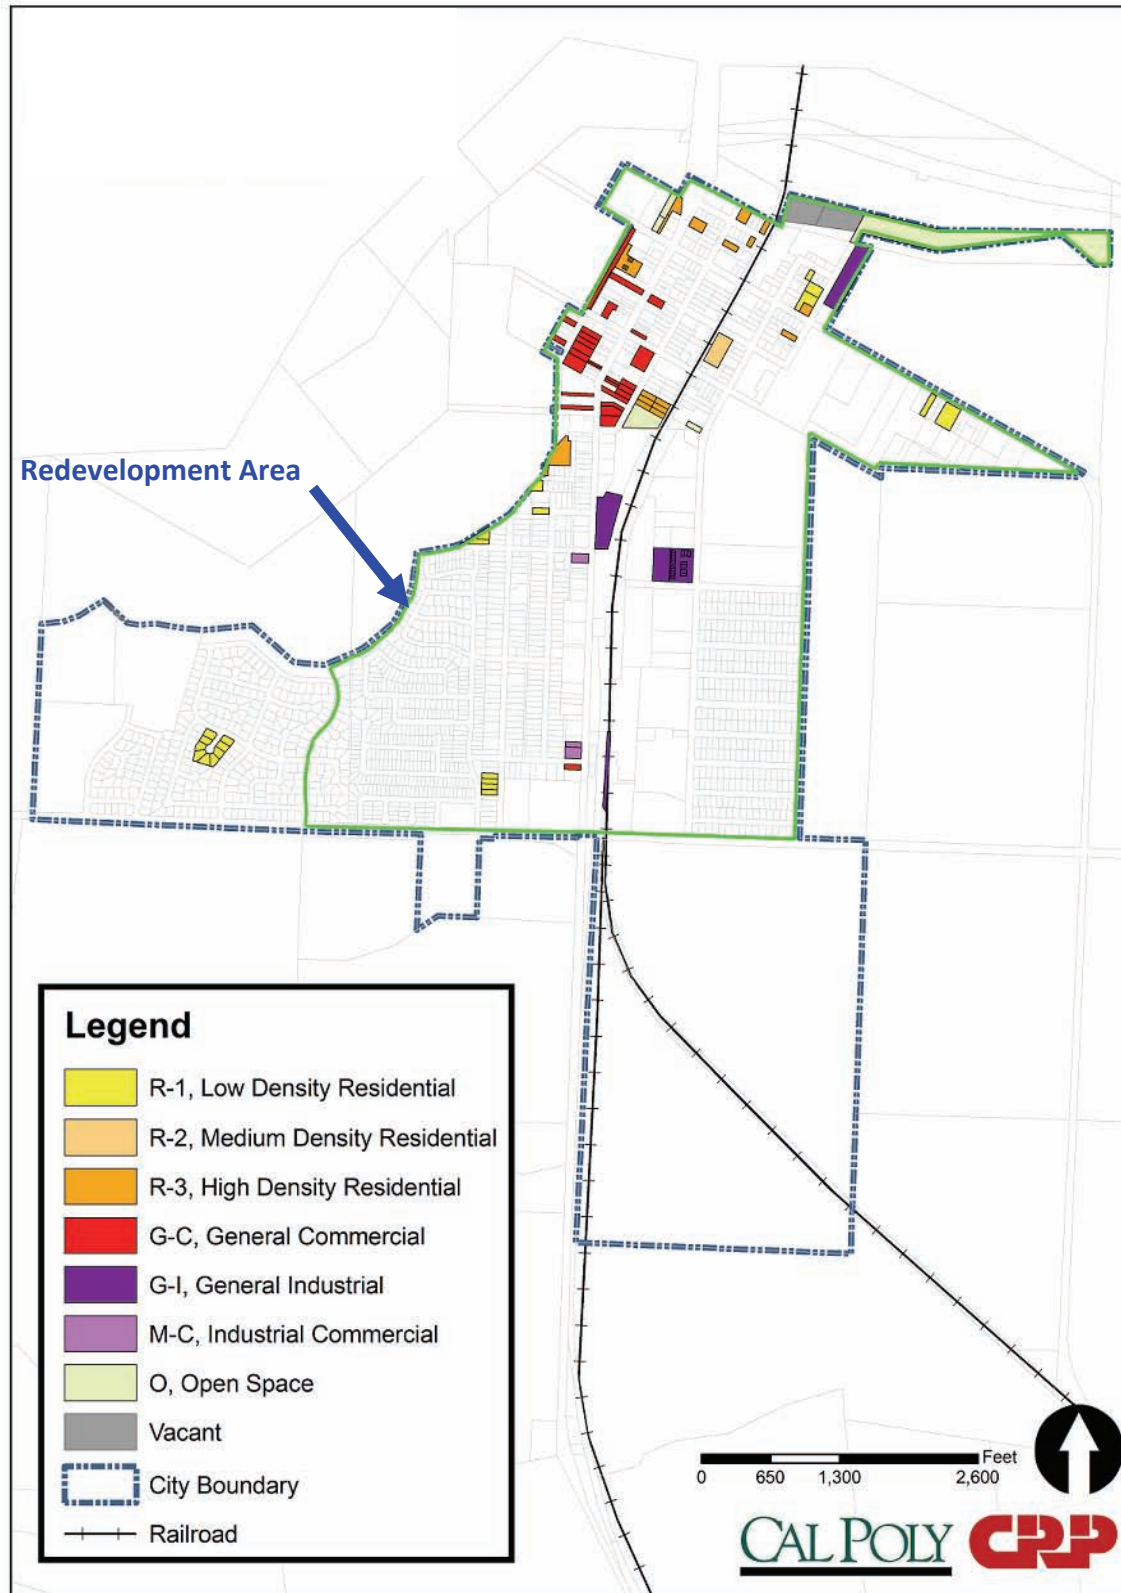 Redevelopment Area
Legend
R-1, Low Density Residential
R-2, Medium Density Residential
R-3, High Density Residential
G-C, General Commercial
G-I, General Industrial
M-C, Industrial Commercial
O, Open Space
Vacant
City Boundary
Railroad
Feet
0 650 1,300 2,600
CAL POLY CRP